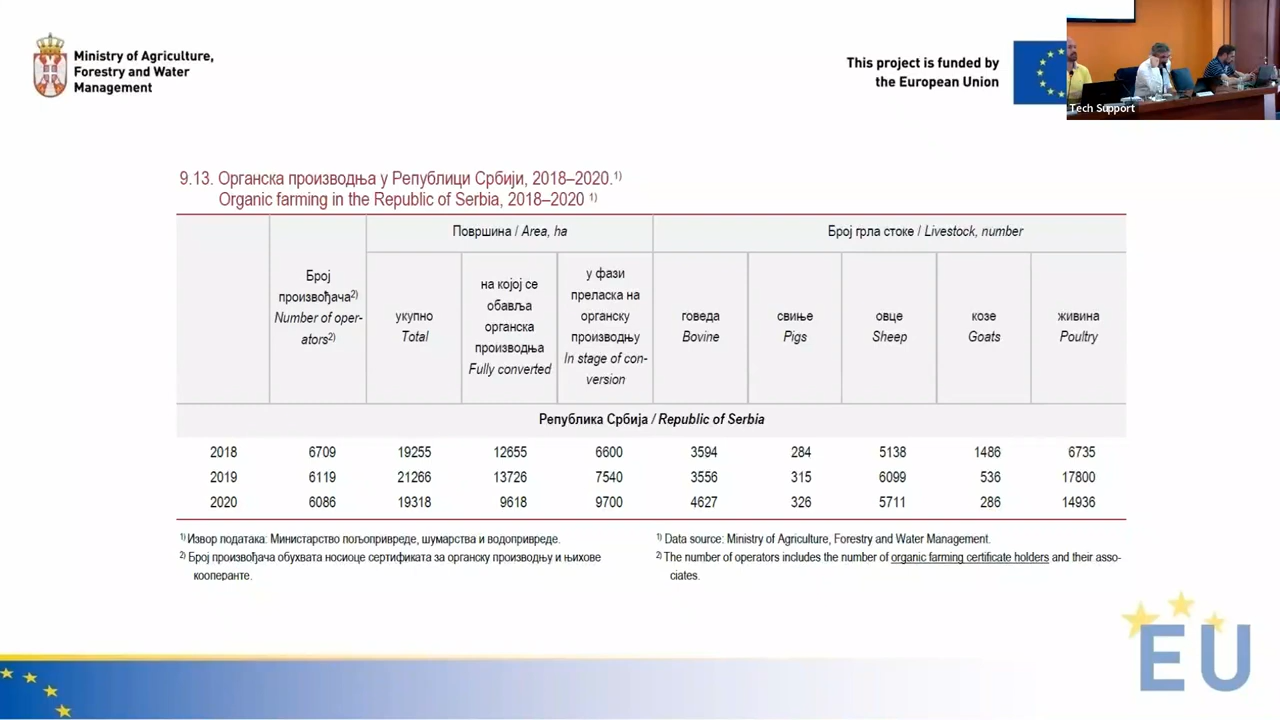 Ministry of Agriculture,
Forestry and Water
Management
This project is funded by
the European Union
Tech Support
9.13. Органска производња у Републици Србији, 2018–2020.1)
Organic farming in the Republic of Serbia, 2018–2020 1)
Број
произвођача2)
Number of oper-
ators2)
Површина / Area, ha
Број грла стоке / Livestock, number
укупно
Total
на којој се
обавља
органска
производња
Fully converted
у фази
преласка на
органску
производњу
In stage of con-
version
говеда
Bovine
свиње
Pigs
овце
Sheep
козе
Goats
живина
Poultry
Република Србија / Republic of Serbia
2018 6709 19255 12655 6600 3594 284 5138 1486 6735
2019 6119 21266 13726 7540 3556 315 6099 536 17800
2020 6086 19318 9618 9700 4627 326 5711 286 14936
1) Извор података: Министарство пољопривреде, шумарства и водопривреде.
2) Број произвођача обухвата носиоце сертификата за органску производњу и њихове
кооперанте.
1) Data source: Ministry of Agriculture, Forestry and Water Management.
2) The number of operators includes the number of organic farming certificate holders and their asso-
ciates.
EU